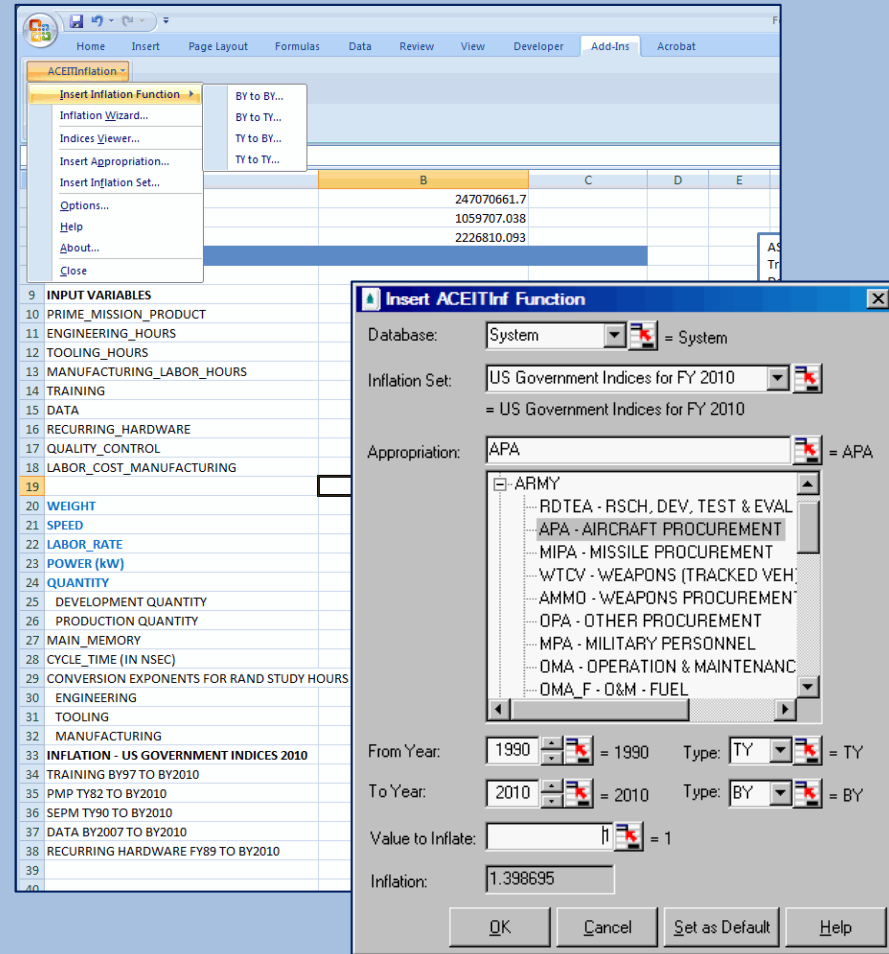 Home Insert Page Layout Formulas Data Review View Developer Add-Ins Acrobat
ACEITInflation
Insert Inflation Function
Inflation Wizard...
Indices Viewer...
Insert Appropriation...
Insert Inflation Set...
Options...
Help
About...
Close
BY to BY...
BY to TY...
TY to BY...
TY to TY...
B C D E
247070661.7
1059707.038
2226810.093
9 INPUT VARIABLES
10 PRIME_MISSION_PRODUCT
11 ENGINEERING_HOURS
12 TOOLING_HOURS
13 MANUFACTURING_LABOR_HOURS
14 TRAINING
15 DATA
16 RECURRING_HARDWARE
17 QUALITY_CONTROL
18 LABOR_COST_MANUFACTURING
19
20 WEIGHT
21 SPEED
22 LABOR_RATE
23 POWER (kW)
24 QUANTITY
25 DEVELOPMENT QUANTITY
26 PRODUCTION QUANTITY
27 MAIN_MEMORY
28 CYCLE_TIME (IN NSEC)
29 CONVERSION EXPONENTS FOR RAND STUDY HOURS
30 ENGINEERING
31 TOOLING
32 MANUFACTURING
33 INFLATION - US GOVERNMENT INDICES 2010
34 TRAINING BY97 TO BY2010
35 PMP TY82 TO BY2010
36 SEPM TY90 TO BY2010
37 DATA BY2007 TO BY2010
38 RECURRING HARDWARE FY89 TO BY2010
39
Insert ACEITInf Function
Database: System = System
Inflation Set: US Government Indices for FY 2010
= US Government Indices for FY 2010
Appropriation: APA = APA
ARMY
RDTEA - RSCH, DEV, TEST & EVAL
APA - AIRCRAFT PROCUREMENT
MIPA - MISSILE PROCUREMENT
WTCV - WEAPONS (TRACKED VEH)
AMMO - WEAPONS PROCUREMENT
OPA - OTHER PROCUREMENT
MPA - MILITARY PERSONNEL
OMA - OPERATION & MAINTENANC
OMA_F - O&M - FUEL
From Year: 1990 = 1990 Type: TY = TY
To Year: 2010 = 2010 Type: BY = BY
Value to Inflate: 1 = 1
Inflation: 1.398695
OK Cancel Set as Default Help